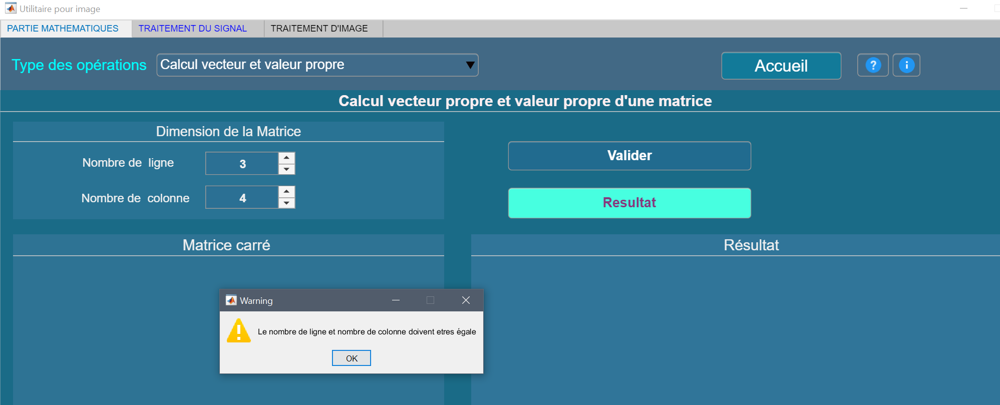 Utilitaire pour image
PARTIE MATHEMATIQUES TRAITEMENT DU SIGNAL TRAITEMENT D'IMAGE
Type des opérations Calcul vecteur et valeur propre Accueil ? i
Calcul vecteur propre et valeur propre d'une matrice
Dimension de la Matrice
Nombre de ligne 3
Nombre de colonne 4
Valider
Resultat
Matrice carré
Résultat
Warning
Le nombre de ligne et nombre de colonne doivent etres égale
OK